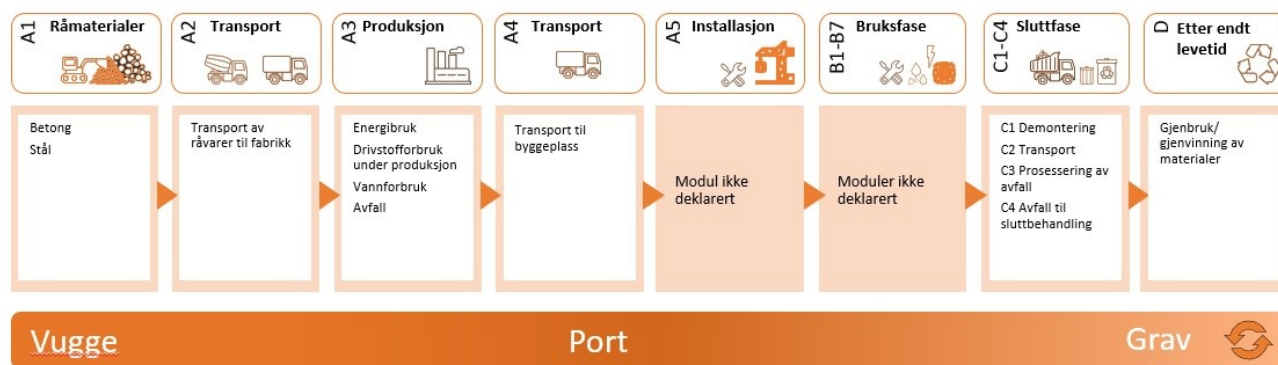 A1 Råmaterialer
A2 Transport
A3 Produksjon
A4 Transport
A5 Installasjon
B1-B7 Bruksfase
C1-C4 Sluttfase
D Etter endt
levetid
Betong
Stål
Transport av
råvarer til fabrikk
Energibruk
Drivstofforbruk
under produksjon
Vannforbruk
Avfall
Transport til
byggeplass
Modul ikke
deklarert
Moduler ikke
deklarert
C1 Demontering
C2 Transport
C3 Prosessering av
avfall
C4 Avfall til
sluttbehandling
Gjenbruk/
gjenvinning av
materialer
Vugge
Port
Grav